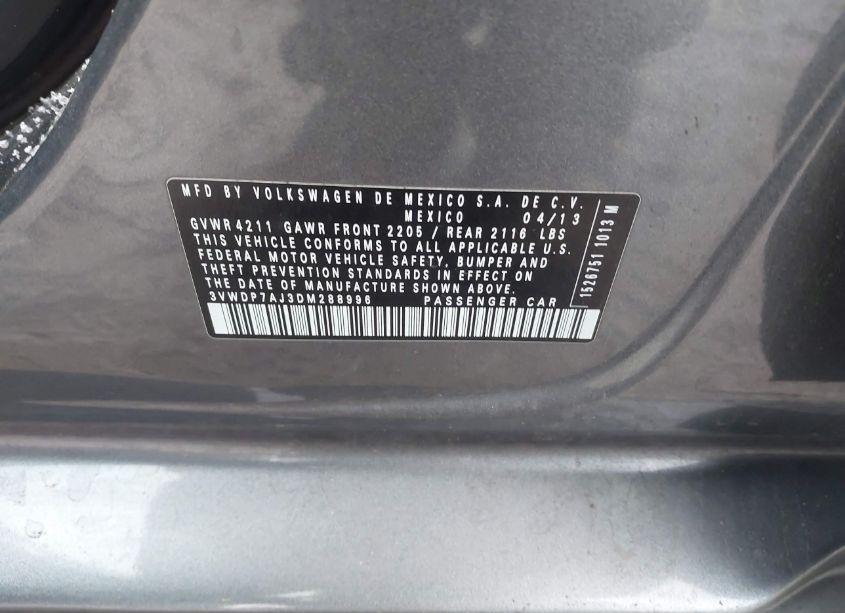 MFD BY VOLKSWAGEN DE MEXICO S.A. DE C.V.
MEXICO 04/13
GVWR 4211 GAWR FRONT 2205 / REAR 2116 LBS
THIS VEHICLE CONFORMS TO ALL APPLICABLE U.S.
FEDERAL MOTOR VEHICLE SAFETY, BUMPER AND
THEFT PREVENTION STANDARDS IN EFFECT ON
THE DATE OF MANUFACTURE SHOWN ABOVE.
3VWDP7AJ3DM288996 PASSENGER CAR
1526751 1013 M